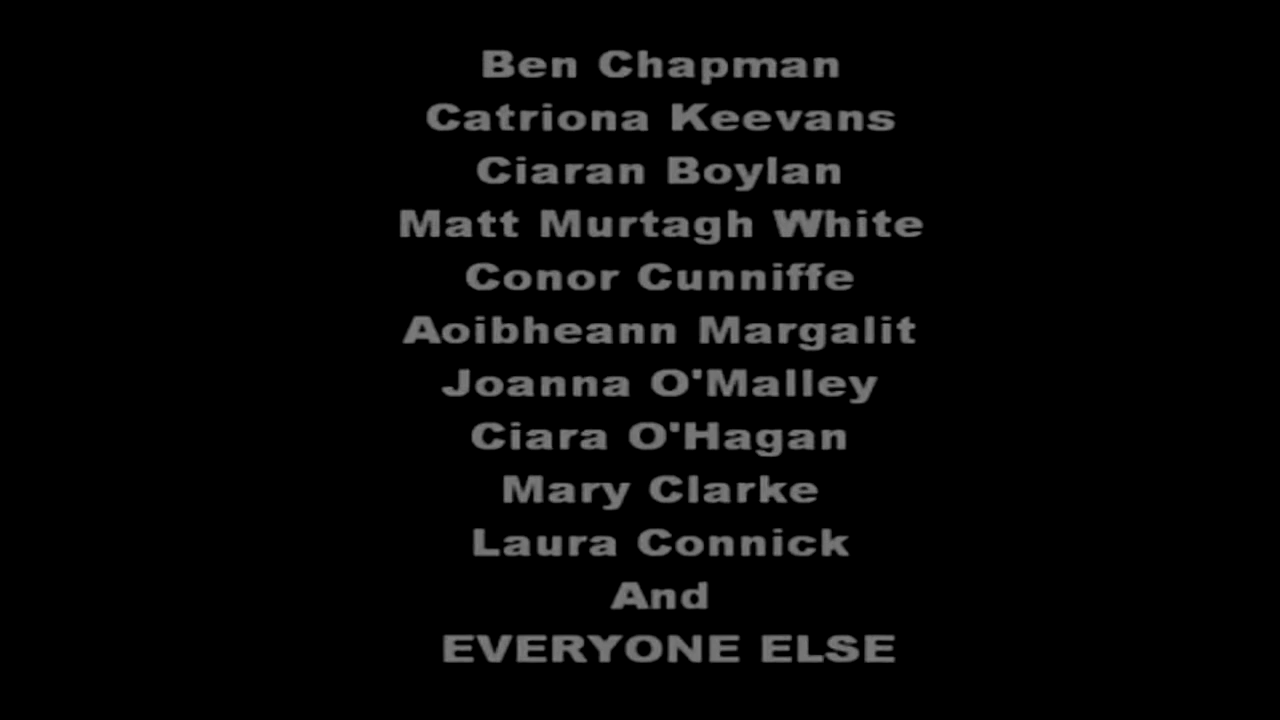 Ben Chapman
Catriona Keevans
Ciaran Boylan
Matt Murtagh White
Conor Cunniffe
Aoibheann Margalit
Joanna O'Malley
Ciara O'Hagan
Mary Clarke
Laura Connick
And
EVERYONE ELSE